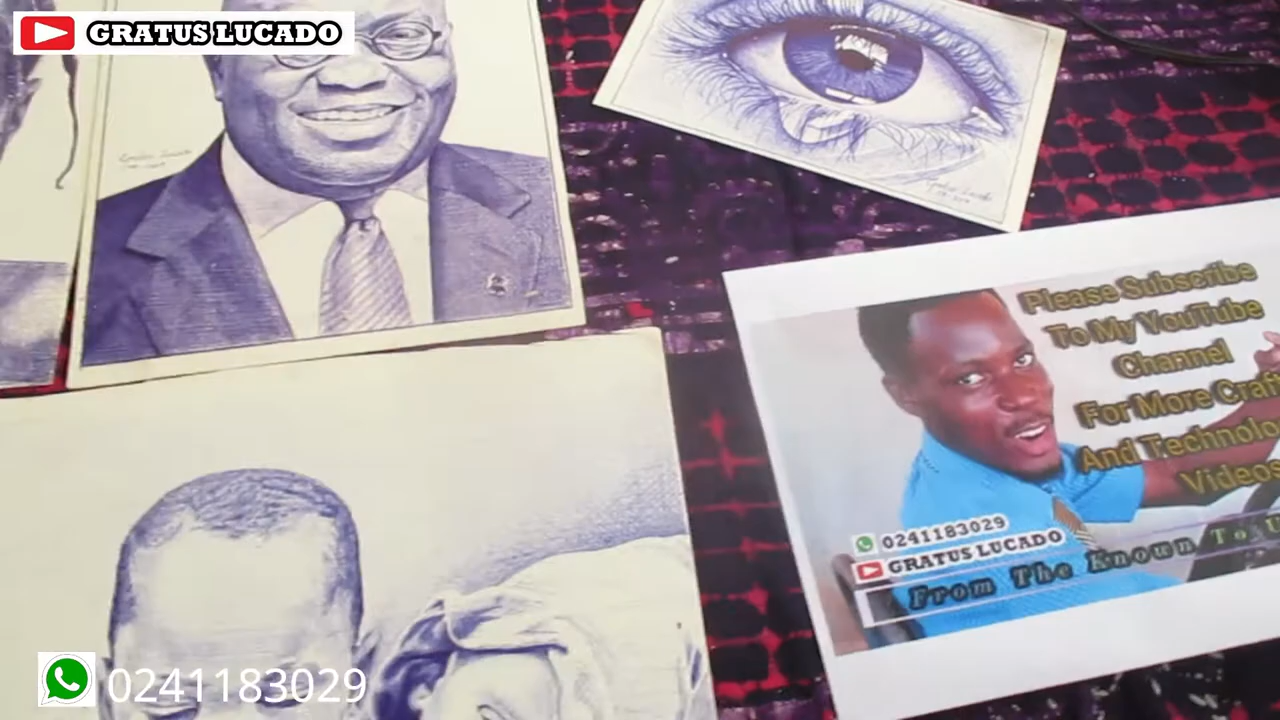 GRATUS LUCADO
Please Subscribe
To My YouTube
Channel
For More Craft
And Technolo
Videos
0241183029
GRATUS LUCADO
From The Known To U
0241183029